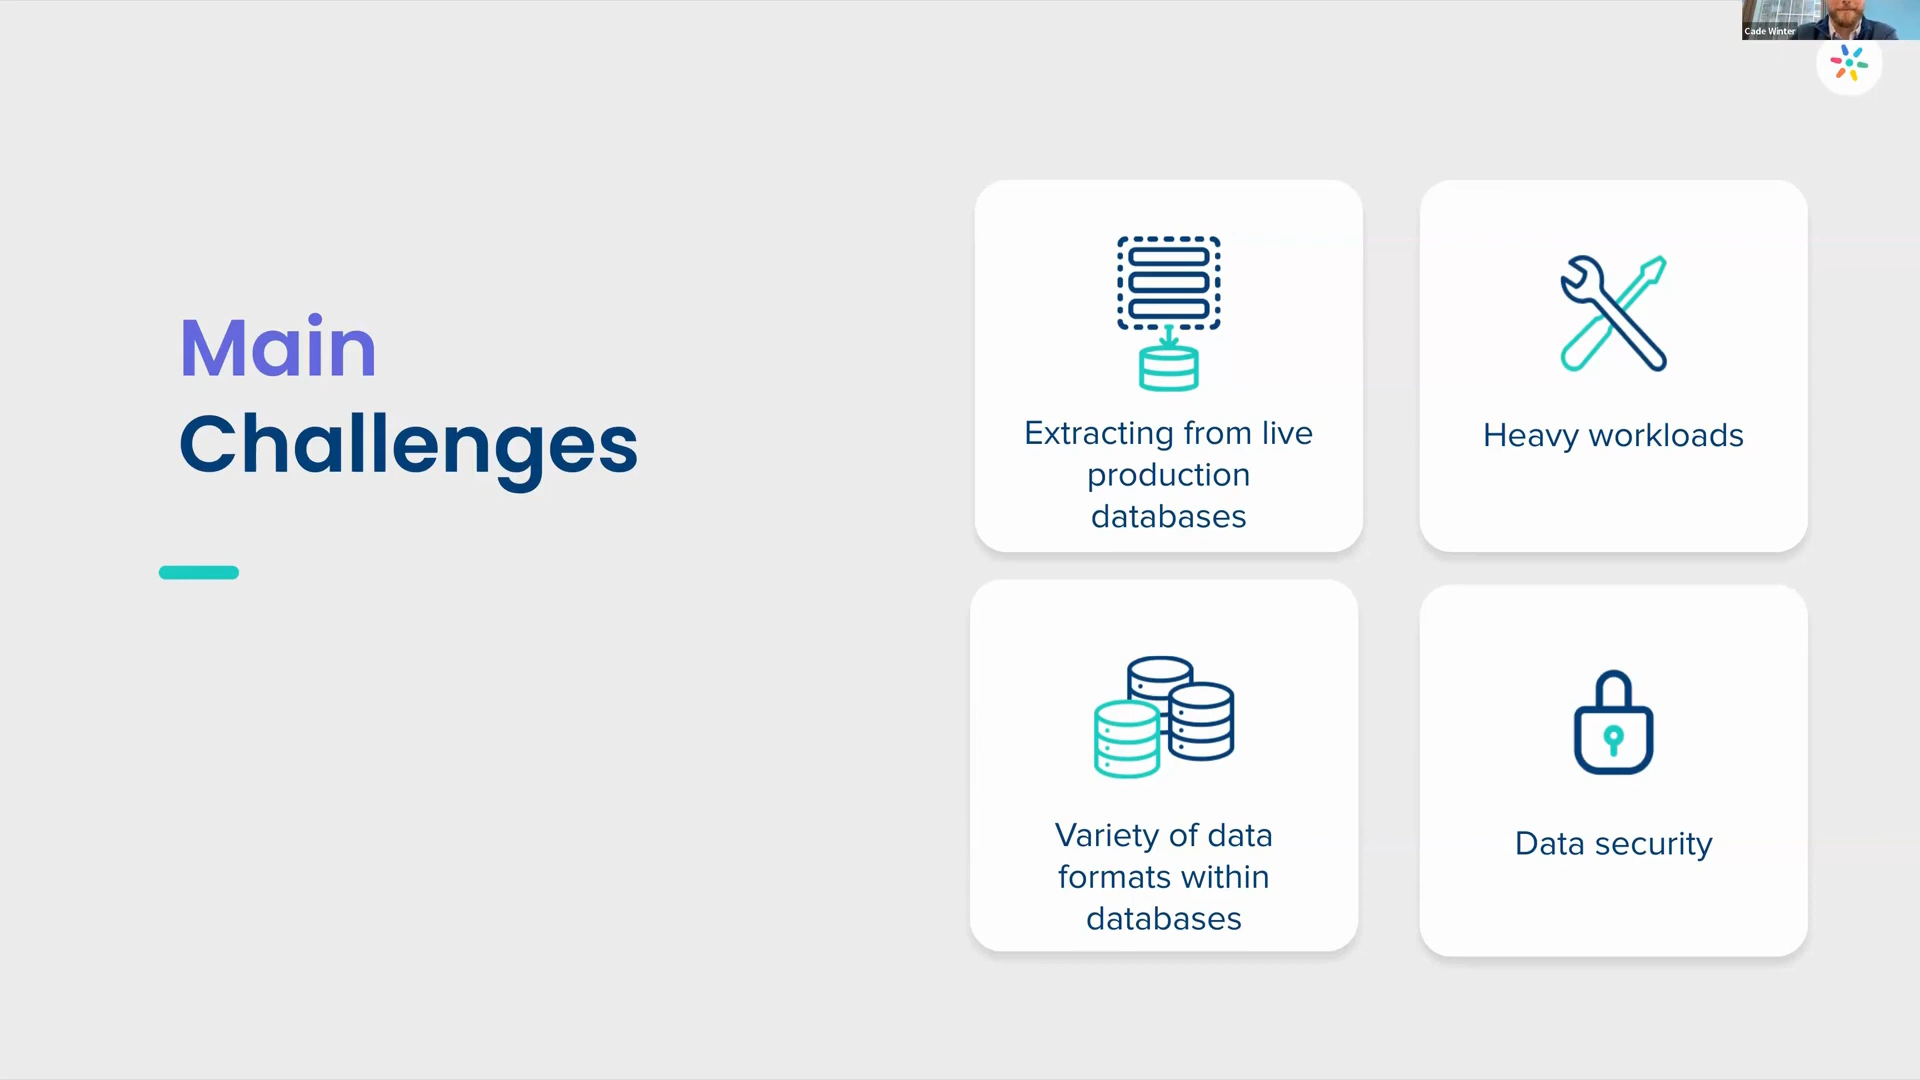 Cade Winter
Main
Challenges
Extracting from live
production
databases
Heavy workloads
Variety of data
formats within
databases
Data security